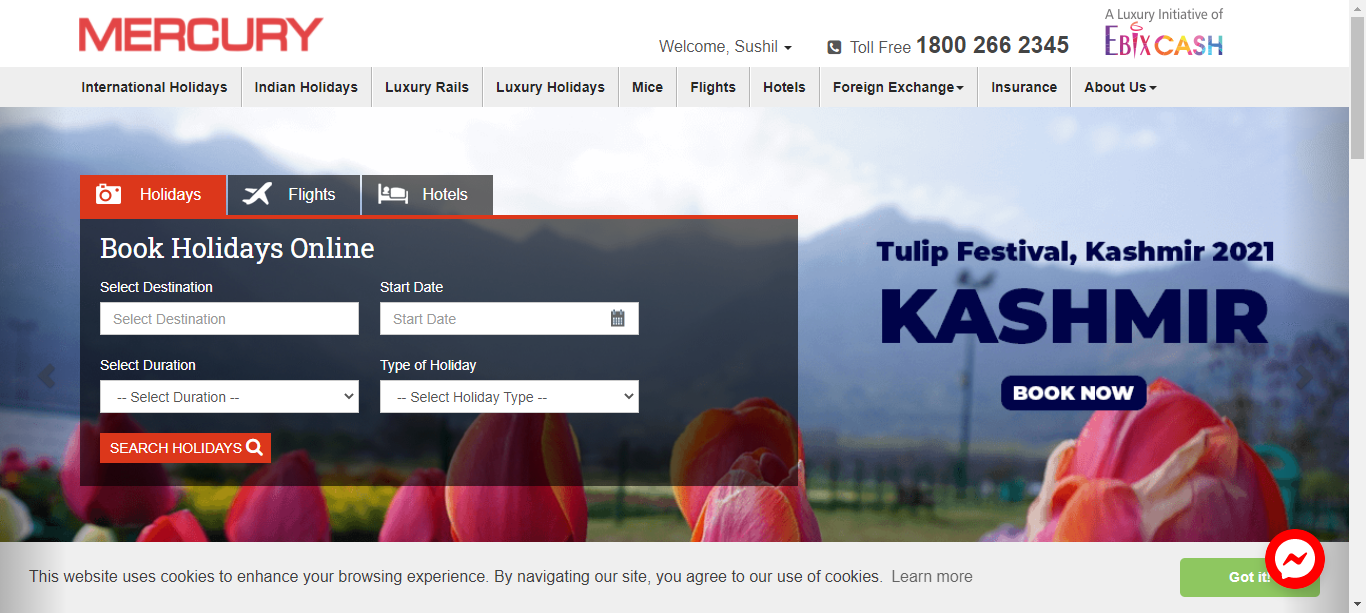 MERCURY
Welcome, Sushil
Toll Free 1800 266 2345
A Luxury Initiative of
EBIXCASH
International Holidays
Indian Holidays
Luxury Rails
Luxury Holidays
Mice
Flights
Hotels
Foreign Exchange
Insurance
About Us
Holidays
Flights
Hotels
Book Holidays Online
Select Destination
Start Date
Select Destination
Start Date
Select Duration
Type of Holiday
-- Select Duration --
-- Select Holiday Type --
SEARCH HOLIDAYS
Tulip Festival, Kashmir 2021
KASHMIR
BOOK NOW
This website uses cookies to enhance your browsing experience. By navigating our site, you agree to our use of cookies. Learn more
Got it!